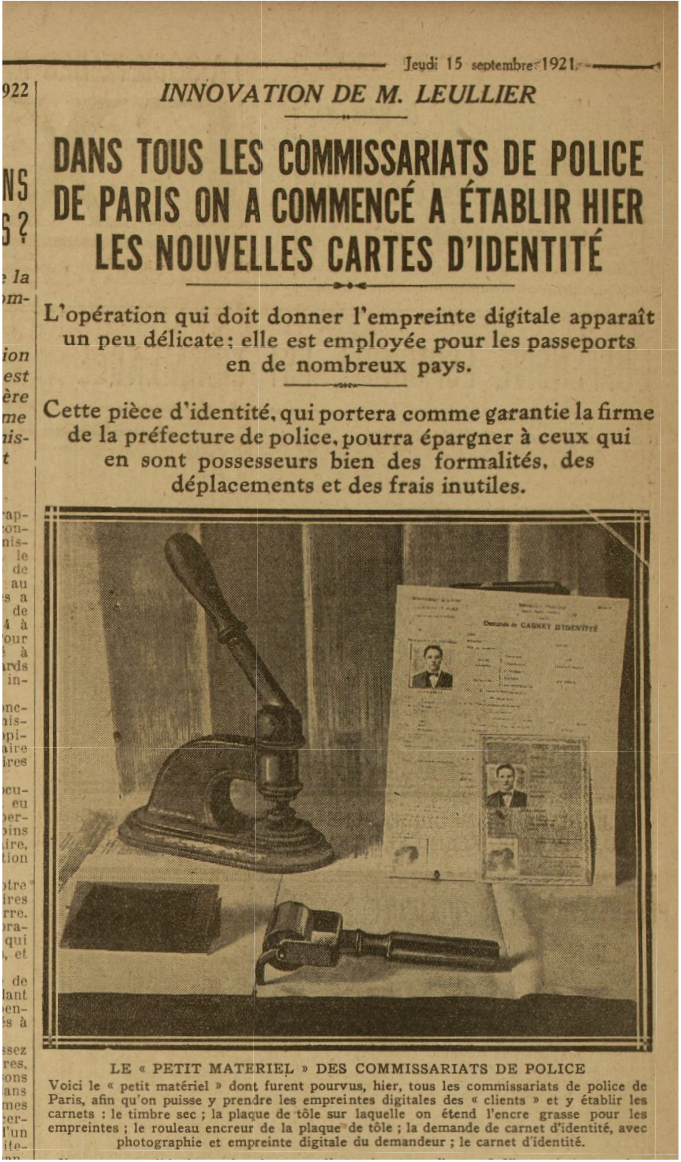 Jeudi 15 septembre 1921.
INNOVATION DE M. LEULLIER
DANS TOUS LES COMMISSARIATS DE POLICE
DE PARIS ON A COMMENCÉ A ÉTABLIR HIER
LES NOUVELLES CARTES D'IDENTITÉ
L'opération qui doit donner l'empreinte digitale apparaît
un peu délicate; elle est employée pour les passeports
en de nombreux pays.
Cette pièce d'identité, qui portera comme garantie la firme
de la préfecture de police, pourra épargner à ceux qui
en sont possesseurs bien des formalités, des
déplacements et des frais inutiles.
Demande de CARNET D'IDENTITÉ
LE « PETIT MATERIEL » DES COMMISSARIATS DE POLICE
Voici le « petit matériel » dont furent pourvus, hier, tous les commissariats de police de
Paris, afin qu'on puisse y prendre les empreintes digitales des « clients » et y établir les
carnets : le timbre sec ; la plaque de tôle sur laquelle on étend l'encre grasse pour les
empreintes ; le rouleau encreur de la plaque de tôle ; la demande de carnet d'identité, avec
photographie et empreinte digitale du demandeur ; le carnet d'identité.